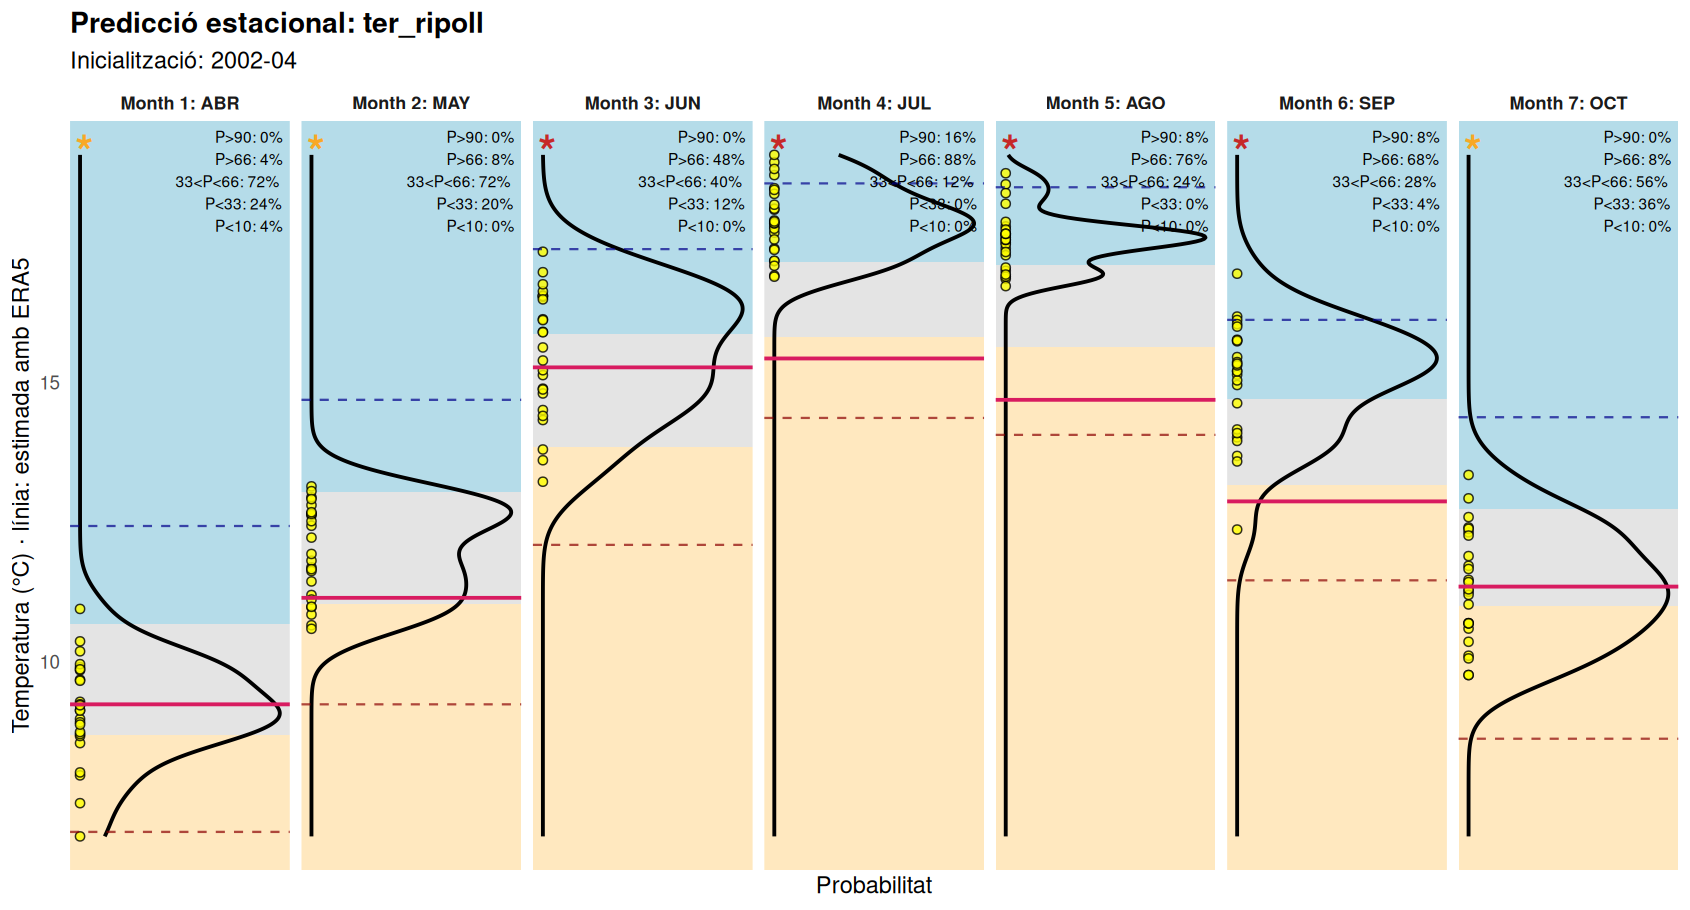 Predicció estacional: ter_ripoll
Inicialització: 2002-04
Month 1: ABR
P>90: 0%
P>66: 4%
33<P<66: 72%
P<33: 24%
P<10: 4%
Month 2: MAY
P>90: 0%
P>66: 8%
33<P<66: 72%
P<33: 20%
P<10: 0%
Month 3: JUN
P>90: 0%
P>66: 48%
33<P<66: 40%
P<33: 12%
P<10: 0%
Month 4: JUL
P>90: 16%
P>66: 88%
33<P<66: 12%
P<33: 0%
P<10: 0%
Month 5: AGO
P>90: 8%
P>66: 76%
33<P<66: 24%
P<33: 0%
P<10: 0%
Month 6: SEP
P>90: 8%
P>66: 68%
33<P<66: 28%
P<33: 4%
P<10: 0%
Month 7: OCT
P>90: 0%
P>66: 8%
33<P<66: 56%
P<33: 36%
P<10: 0%
Temperatura (°C) · línia: estimada amb ERA5
15
10
Probabilitat